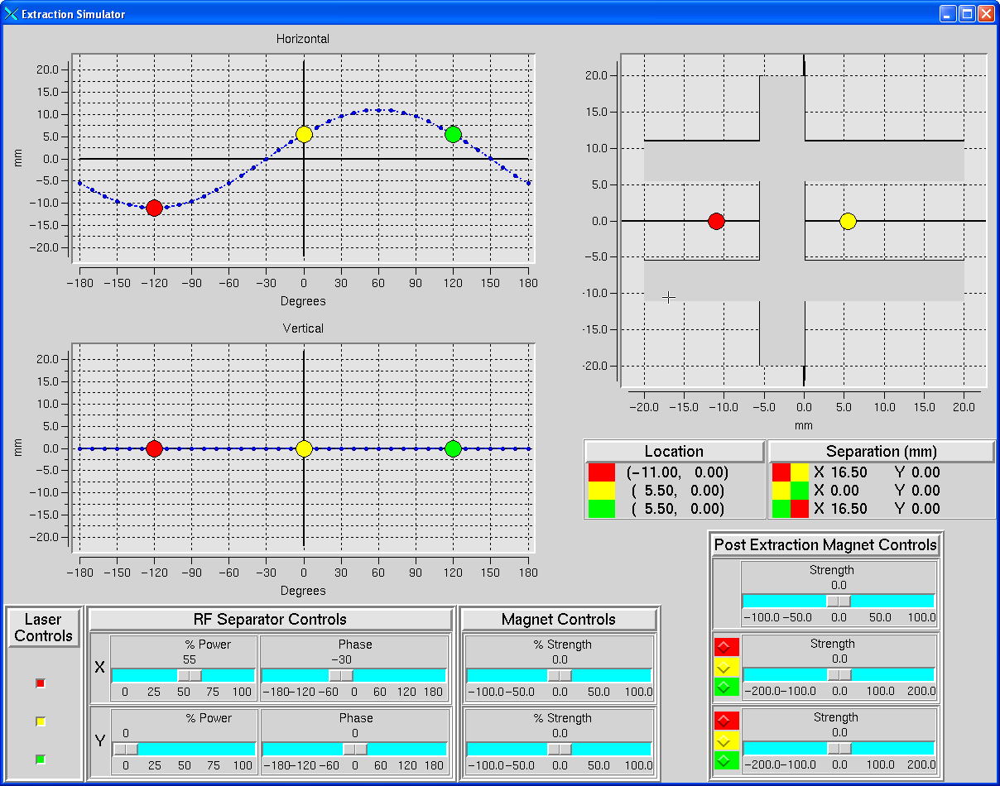 Extraction Simulator
Horizontal
20.0
15.0
10.0
5.0
0.0
−5.0
−10.0
−15.0
−20.0
mm
−180 −150 −120 −90 −60 −30 0 30 60 90 120 150 180
Degrees
Vertical
20.0
15.0
10.0
5.0
0.0
−5.0
−10.0
−15.0
−20.0
mm
−180 −150 −120 −90 −60 −30 0 30 60 90 120 150 180
Degrees
20.0
15.0
10.0
5.0
0.0
−5.0
−10.0
−15.0
−20.0
−20.0 −15.0 −10.0 −5.0 0.0 5.0 10.0 15.0 20.0
mm
Location
(−11.00, 0.00)
( 5.50, 0.00)
( 5.50, 0.00)
Separation (mm)
X 16.50 Y 0.00
X 0.00 Y 0.00
X 16.50 Y 0.00
Laser
Controls
RF Separator Controls
X
% Power
55
0 25 50 75 100
Phase
−30
−180−120 −60 0 60 120 180
Y
% Power
0
0 25 50 75 100
Phase
0
−180−120 −60 0 60 120 180
Magnet Controls
% Strength
0.0
−100.0−50.0 0.0 50.0 100.0
% Strength
0.0
−100.0−50.0 0.0 50.0 100.0
Post Extraction Magnet Controls
Strength
0.0
−100.0 −50.0 0.0 50.0 100.0
Strength
0.0
−200.0−100.0 0.0 100.0 200.0
Strength
0.0
−200.0−100.0 0.0 100.0 200.0